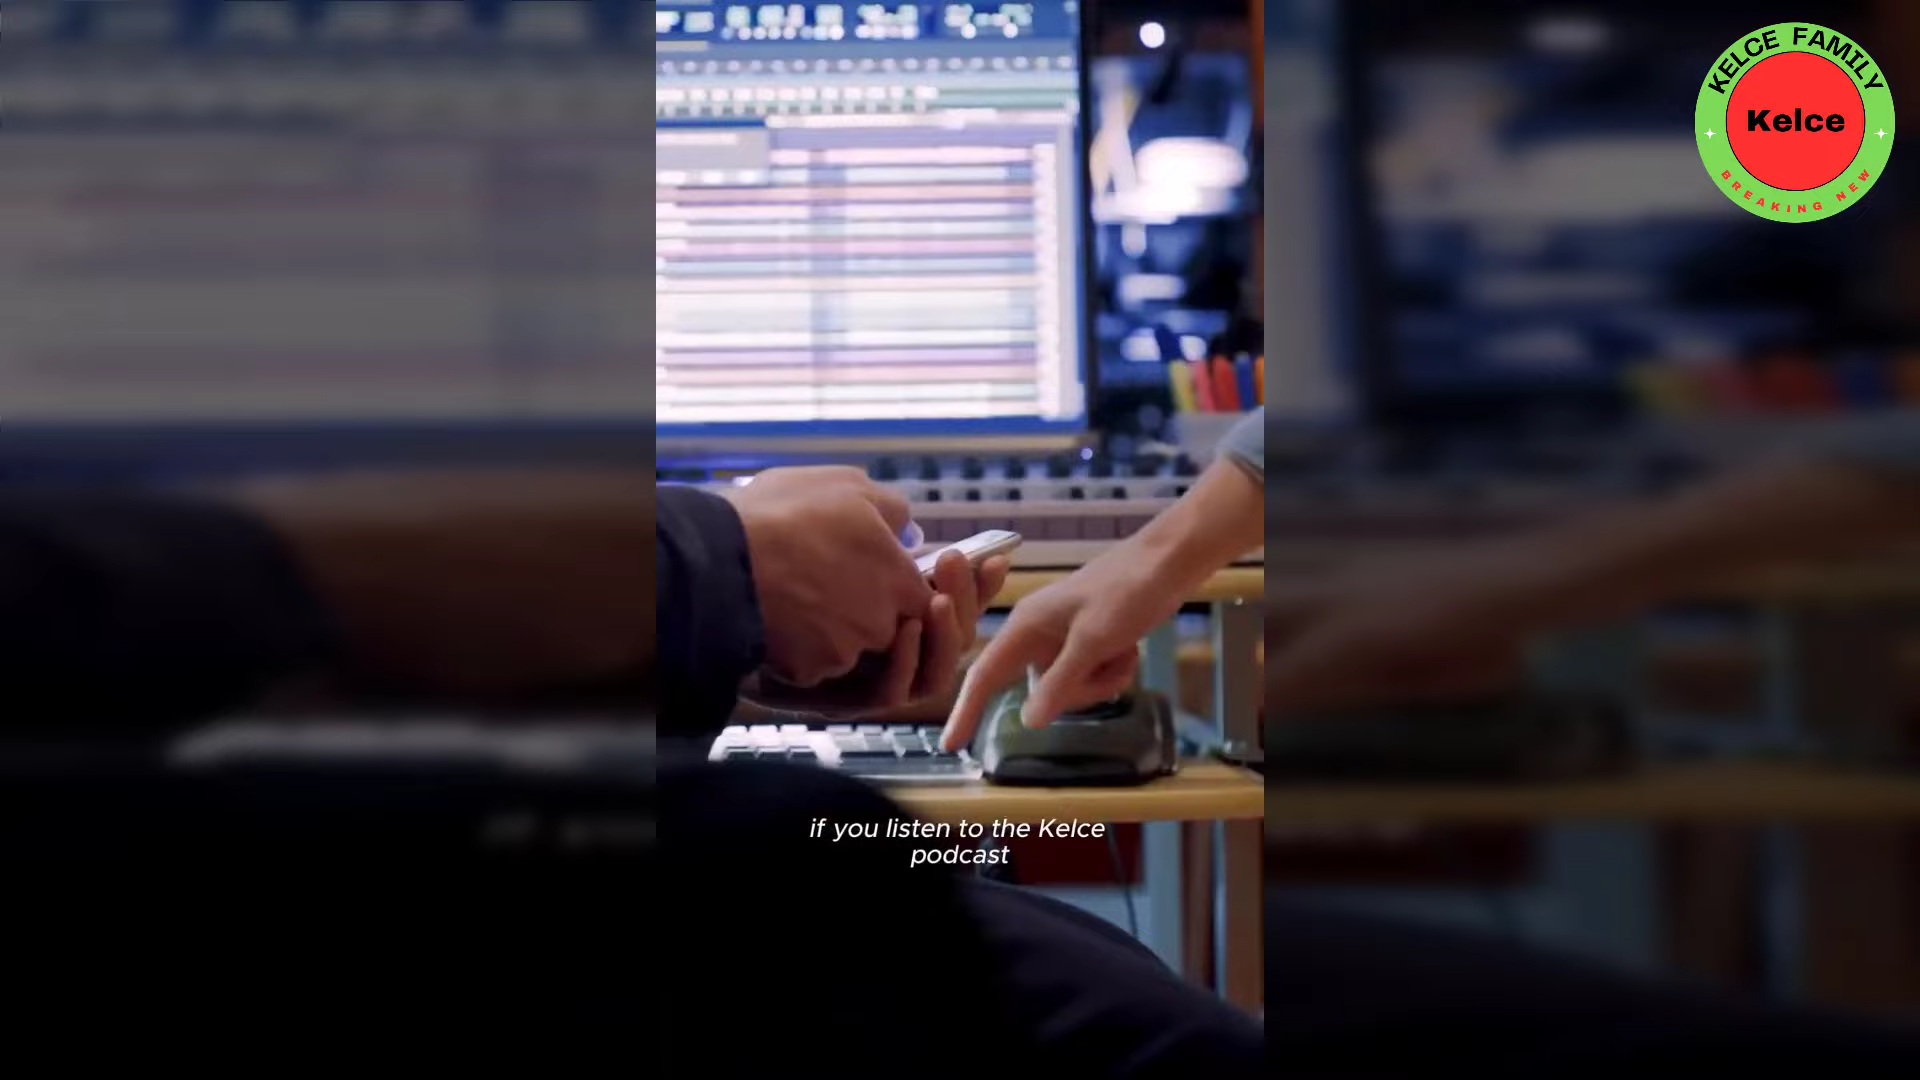 KELCE FAMILY
Kelce
BREAKING NEW
if you listen to the Kelce
podcast